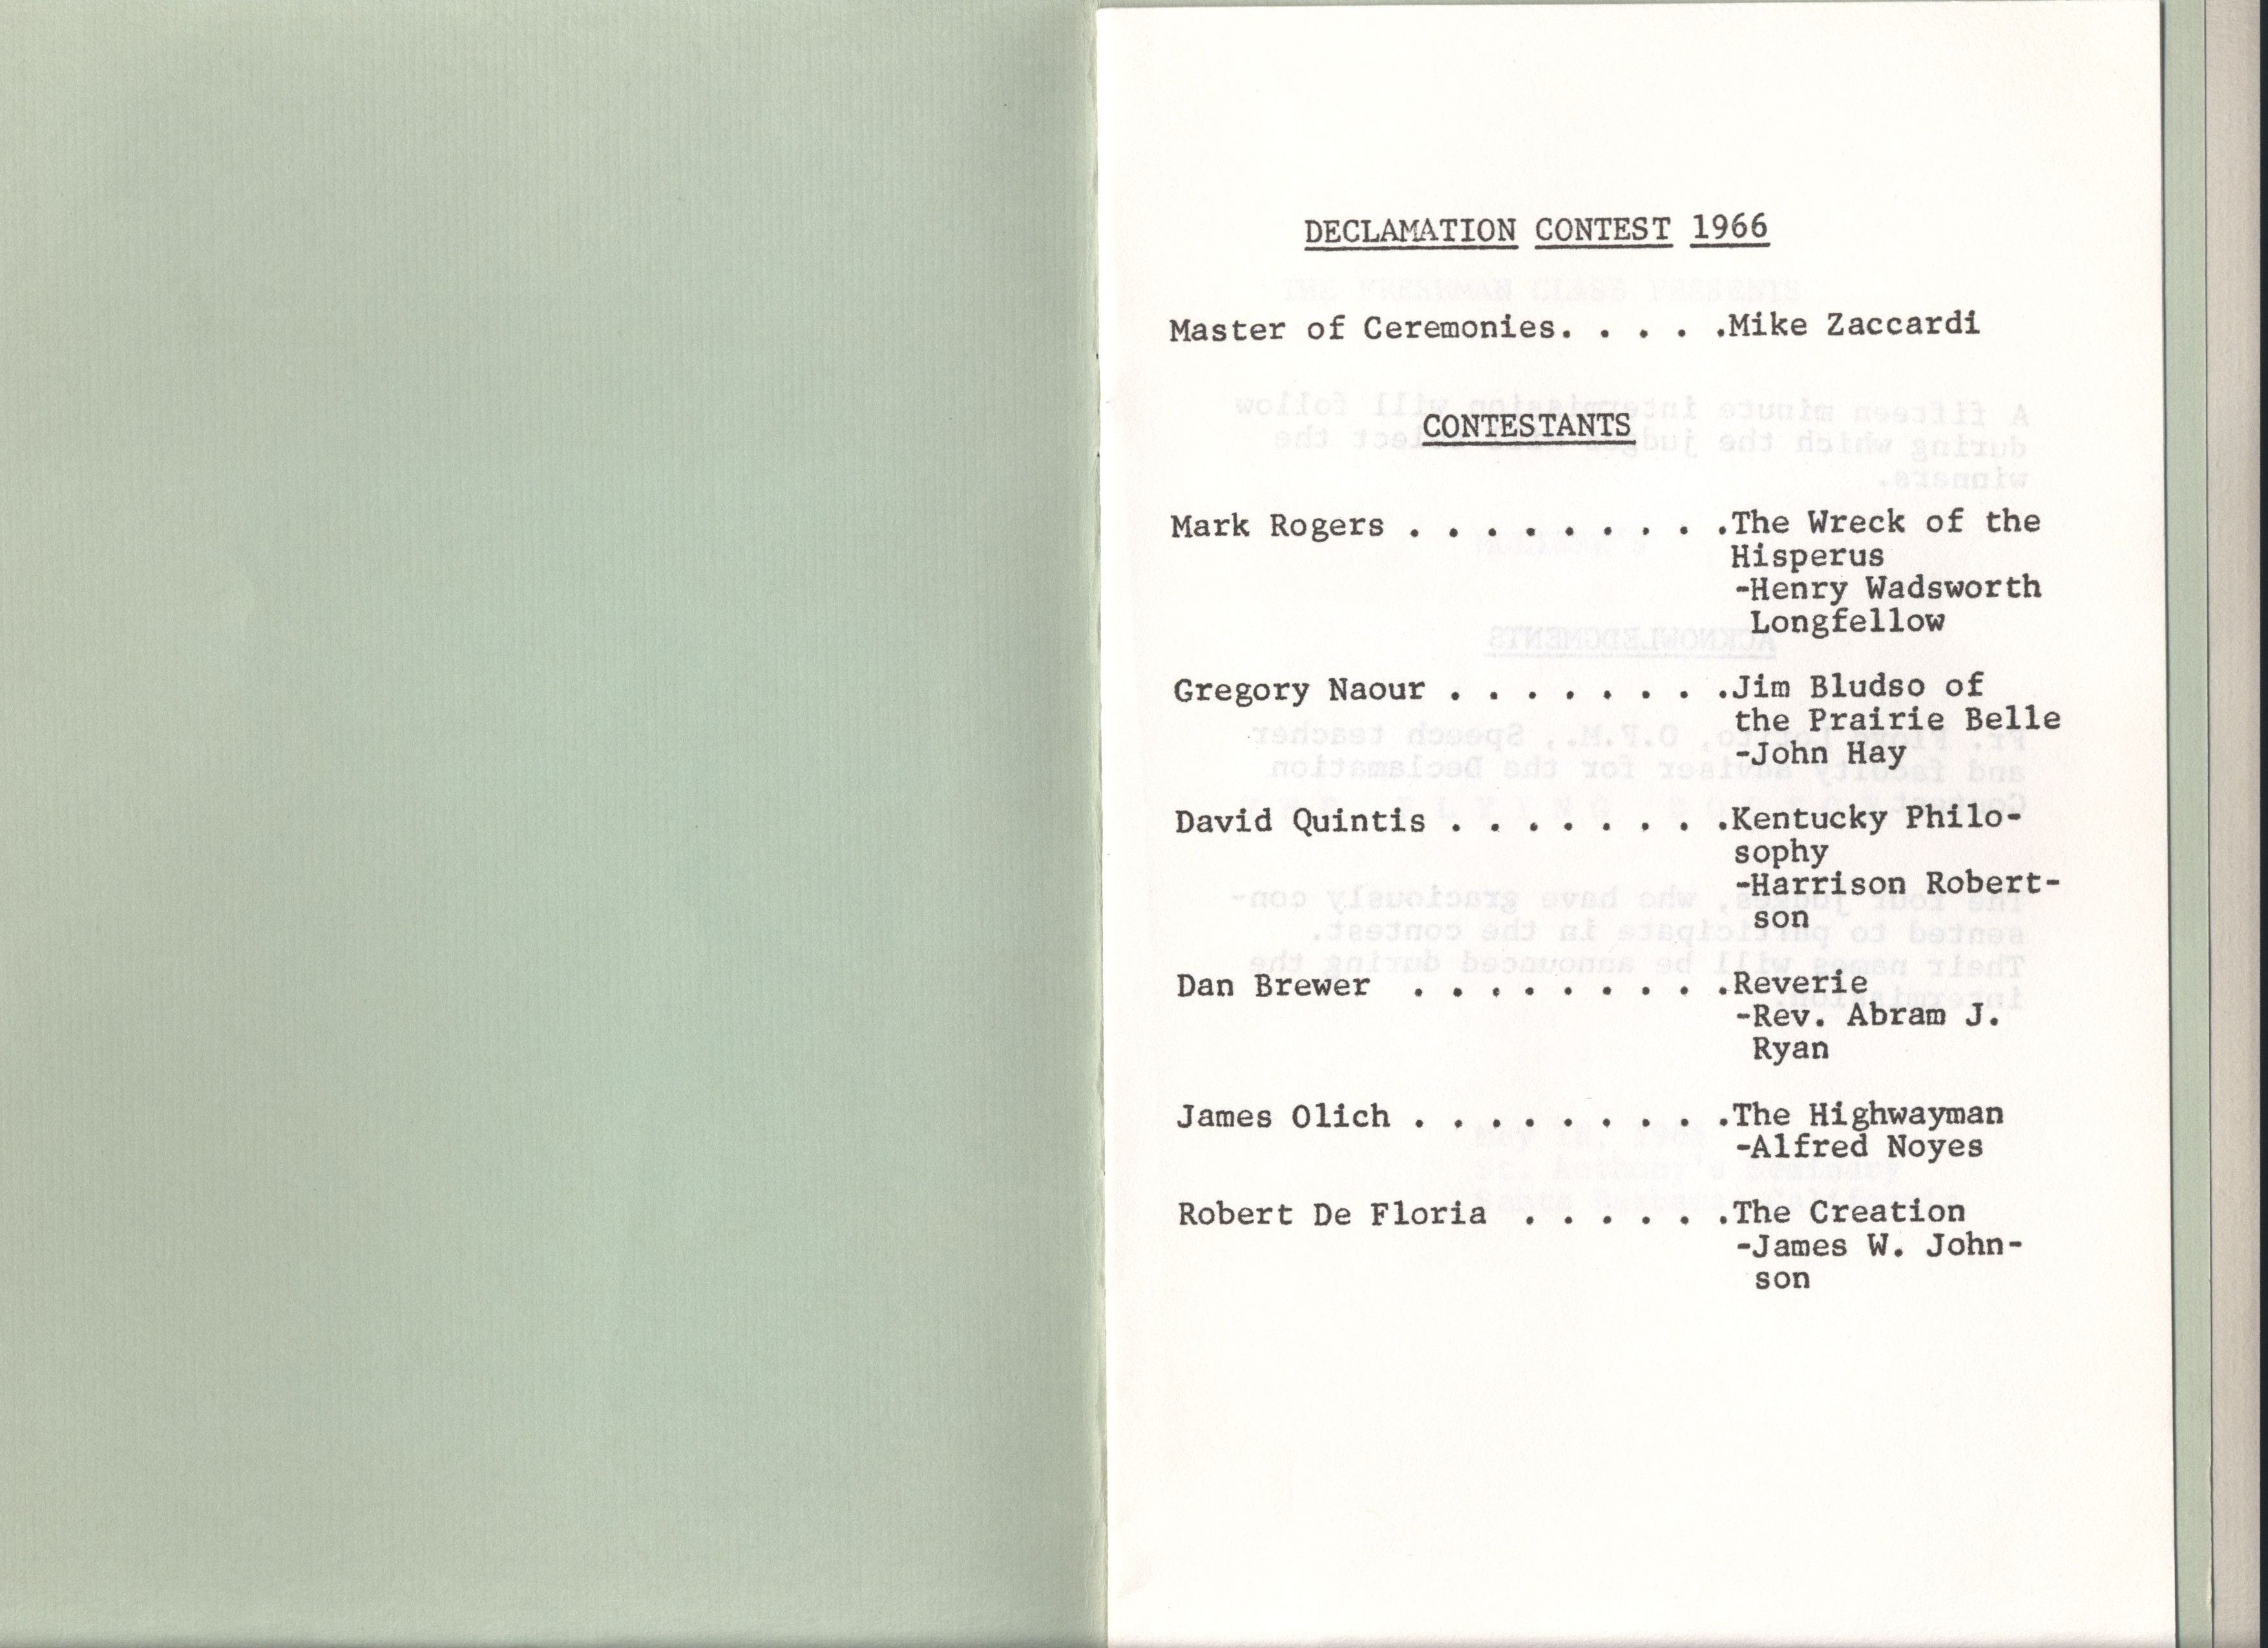 DECLAMATION CONTEST 1966
Master of Ceremonies. . . . .Mike Zaccardi
CONTESTANTS
Mark Rogers . . . . . . . . .The Wreck of the
Hisperus
-Henry Wadsworth
Longfellow
Gregory Naour . . . . . . . .Jim Bludso of
the Prairie Belle
-John Hay
David Quintis . . . . . . . .Kentucky Philo-
sophy
-Harrison Robert-
son
Dan Brewer . . . . . . . . .Reverie
-Rev. Abram J.
Ryan
James Olich . . . . . . . . .The Highwayman
-Alfred Noyes
Robert De Floria . . . . . .The Creation
-James W. John-
son